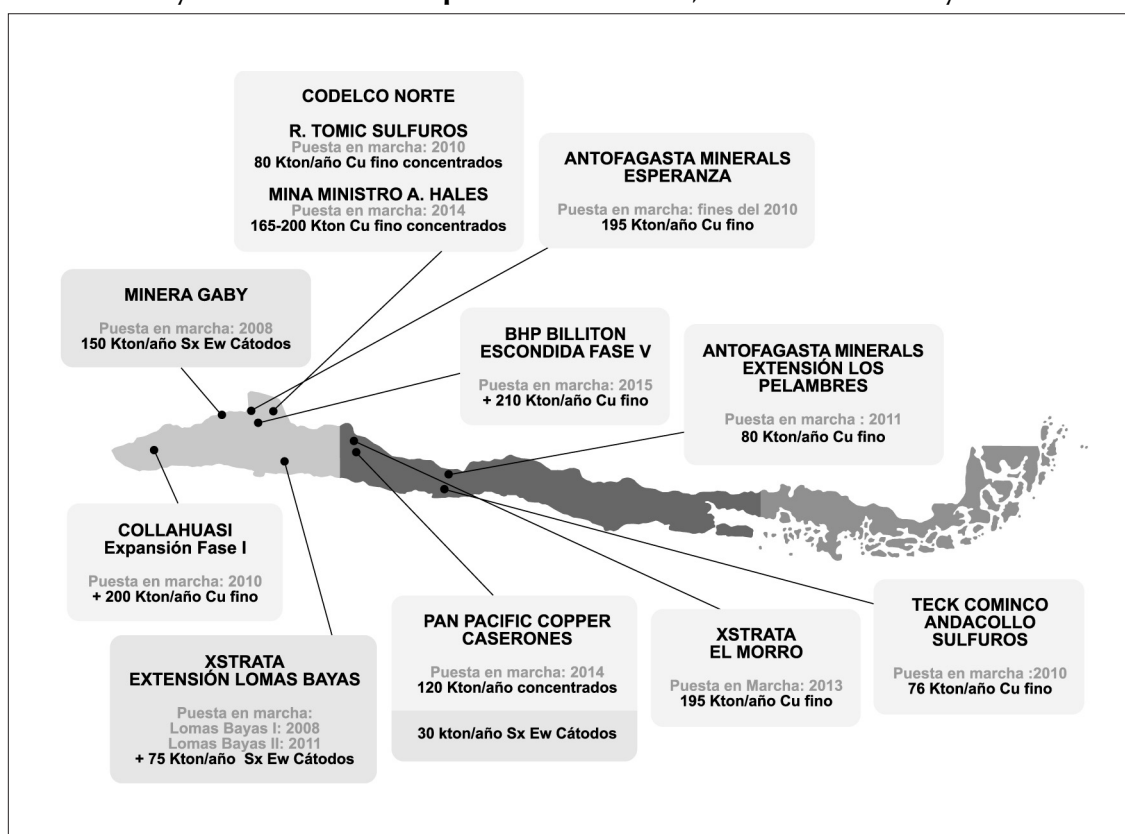 CODELCO NORTE
R. TOMIC SULFUROS
Puesta en marcha: 2010
80 Kton/año Cu fino concentrados
MINA MINISTRO A. HALES
Puesta en marcha: 2014
165-200 Kton Cu fino concentrados
ANTOFAGASTA MINERALS
ESPERANZA
Puesta en marcha: fines del 2010
195 Kton/año Cu fino
MINERA GABY
Puesta en marcha: 2008
150 Kton/año Sx Ew Cátodos
BHP BILLITON
ESCONDIDA FASE V
Puesta en marcha: 2015
+ 210 Kton/año Cu fino
ANTOFAGASTA MINERALS
EXTENSIÓN LOS
PELAMBRES
Puesta en marcha : 2011
80 Kton/año Cu fino
COLLAHUASI
Expansión Fase I
Puesta en marcha: 2010
+ 200 Kton/año Cu fino
XSTRATA
EXTENSIÓN LOMAS BAYAS
Puesta en marcha:
Lomas Bayas I: 2008
Lomas Bayas II: 2011
+ 75 Kton/año Sx Ew Cátodos
PAN PACIFIC COPPER
CASERONES
Puesta en marcha: 2014
120 Kton/año concentrados
30 kton/año Sx Ew Cátodos
XSTRATA
EL MORRO
Puesta en Marcha: 2013
195 Kton/año Cu fino
TECK COMINCO
ANDACOLLO
SULFUROS
Puesta en marcha :2010
76 Kton/año Cu fino